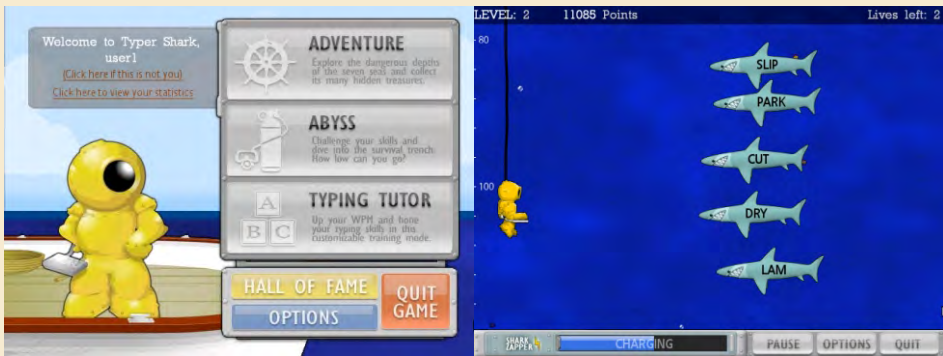 Welcome to Typer Shark,
user1
(Click here if this is not you)
Click here to view your statistics
ADVENTURE
Explore the dangerous depths
of the seven seas and collect
its many hidden treasures.
ABYSS
Challenge your skills and
dive into the survival trench.
How low can you go?
A
B C
TYPING TUTOR
Up your WPM and hone
your typing skills in this
customizable training mode.
HALL OF FAME
OPTIONS
QUIT
GAME
LEVEL: 2 11085 Points Lives left: 2
80
SLIP
PARK
CUT
100
DRY
LAM
SHARK
ZAPPER
CHARGING
PAUSE OPTIONS QUIT